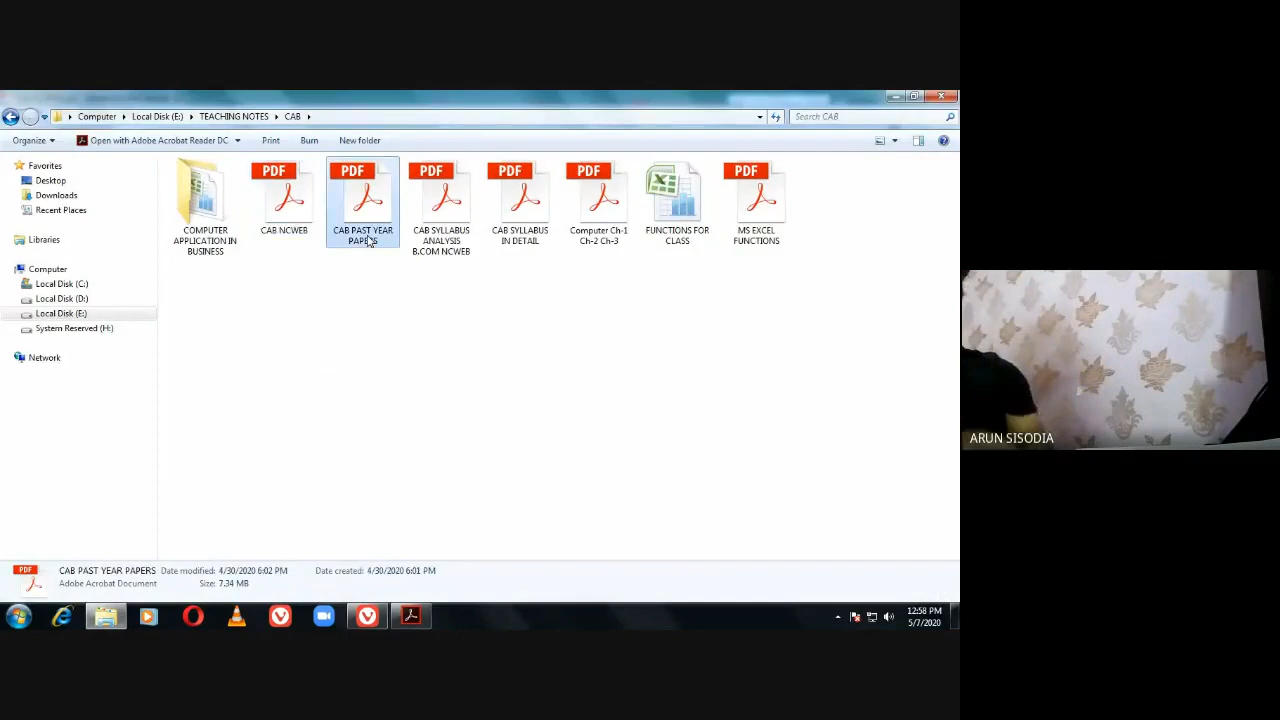 Computer ▸ Local Disk (E:) ▸ TEACHING NOTES ▸ CAB ▸
Search CAB
Organize
Open with Adobe Acrobat Reader DC
Print
Burn
New folder
Favorites
Desktop
Downloads
Recent Places
Libraries
Computer
Local Disk (C:)
Local Disk (D:)
Local Disk (E:)
System Reserved (H:)
Network
COMPUTER
APPLICATION IN
BUSINESS
PDF
CAB NCWEB
PDF
CAB PAST YEAR
PAPERS
PDF
CAB SYLLABUS
ANALYSIS
B.COM NCWEB
PDF
CAB SYLLABUS
IN DETAIL
PDF
Computer Ch-1
Ch-2 Ch-3
FUNCTIONS FOR
CLASS
PDF
MS EXCEL
FUNCTIONS
PDF
CAB PAST YEAR PAPERS Date modified: 4/30/2020 6:02 PM Date created: 4/30/2020 6:01 PM
Adobe Acrobat Document Size: 7.34 MB
12:58 PM
5/7/2020
ARUN SISODIA